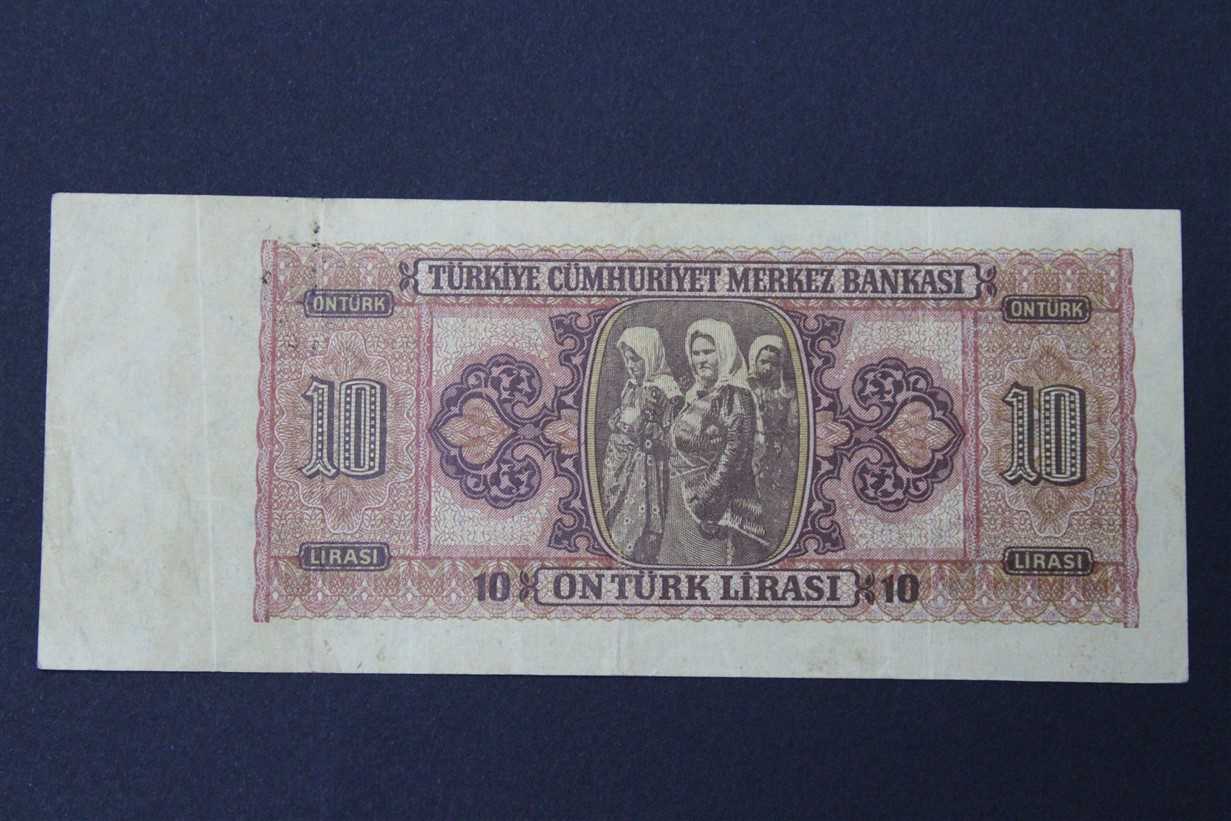 TÜRKİYE CÜMHURİYET MERKEZ BANKASI
ONTÜRK
ONTÜRK
10
10
LİRASI
LİRASI
10 ON TÜRK LİRASI 10